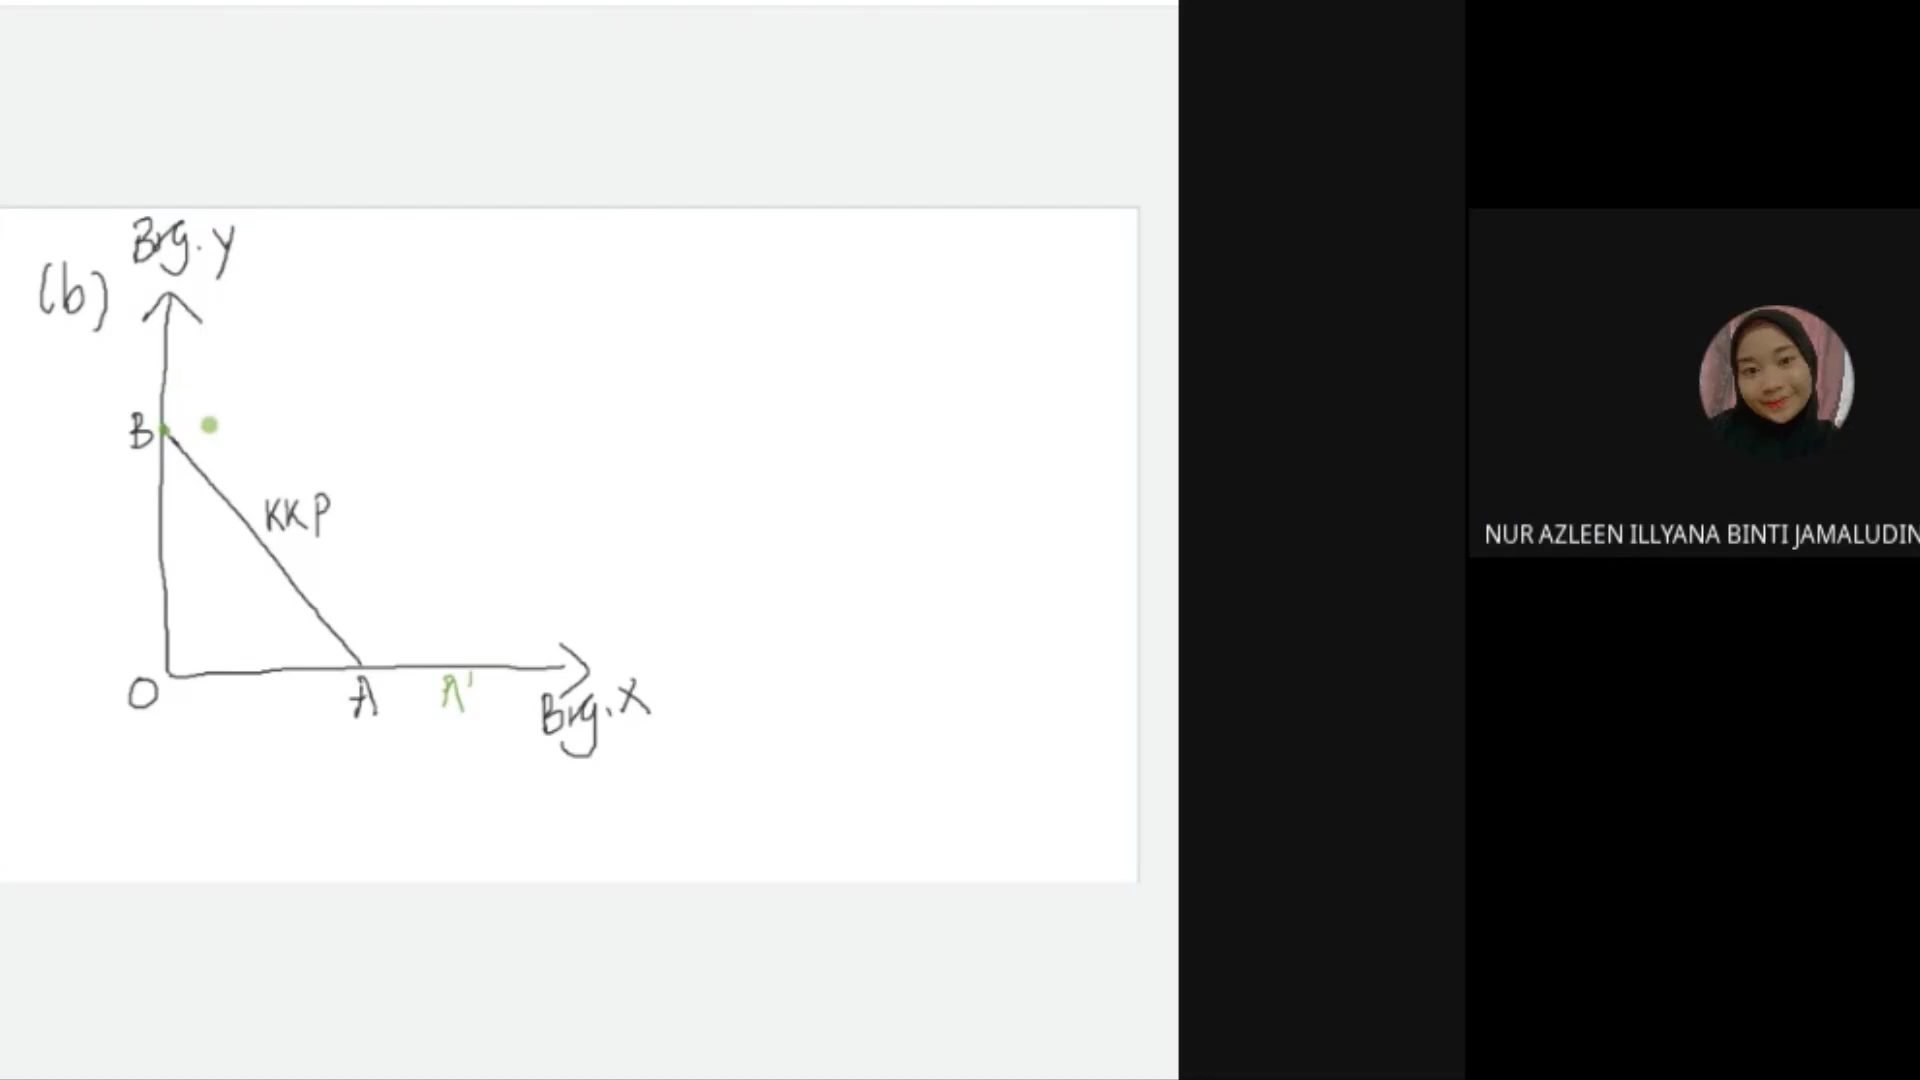 Brg. y
(b)
B
KKP
O
A
A'
Brg. X
NUR AZLEEN ILLYANA BINTI JAMALUDIN